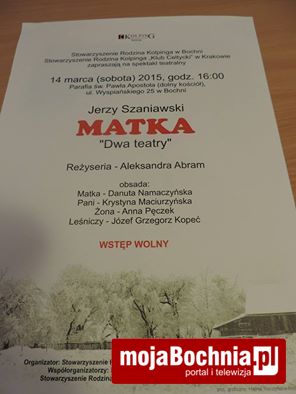 KOLPING
Stowarzyszenie Rodzina Kolpinga w Bochni
Stowarzyszenie Rodzina Kolpinga „Klub Celtycki" w Krakowie
zapraszają na spektakl teatralny
14 marca (sobota) 2015, godz. 16:00
Parafia św. Pawła Apostoła (dolny kościół),
ul. Wyspiańskiego 25 w Bochni
Jerzy Szaniawski
MATKA
"Dwa teatry"
Reżyseria - Aleksandra Abram
obsada:
Matka - Danuta Namaczyńska
Pani - Krystyna Maciurzyńska
Żona - Anna Pęczek
Leśniczy - Józef Grzegorz Kopeć
WSTĘP WOLNY
Organizator: Stowarzyszenie
Współorganizatorzy:
Stowarzyszenie Rodzina
mojaBochnia.pl
portal i telewizja